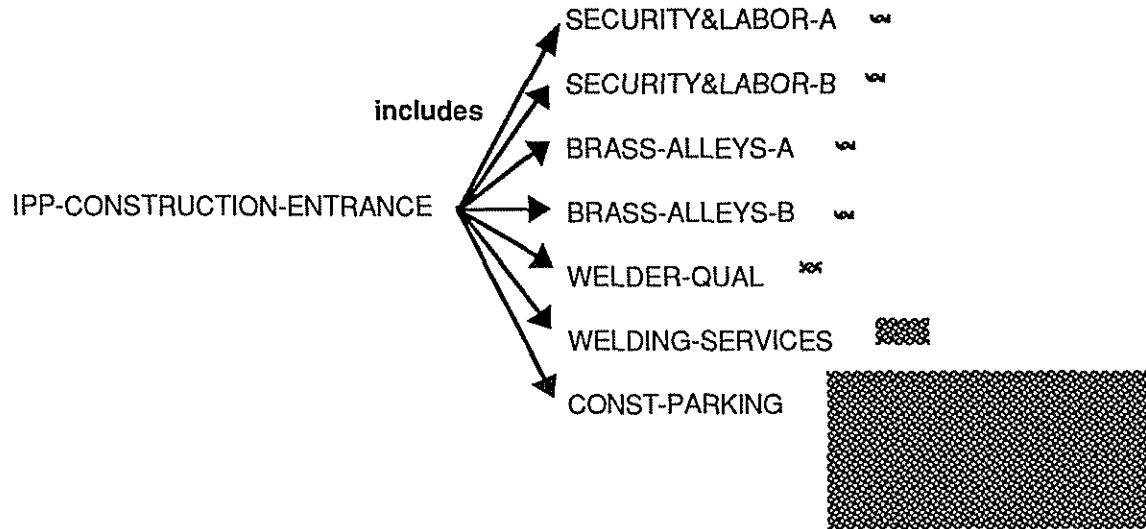 SECURITY&LABOR-A
SECURITY&LABOR-B
includes
BRASS-ALLEYS-A
IPP-CONSTRUCTION-ENTRANCE
BRASS-ALLEYS-B
WELDER-QUAL
WELDING-SERVICES
CONST-PARKING